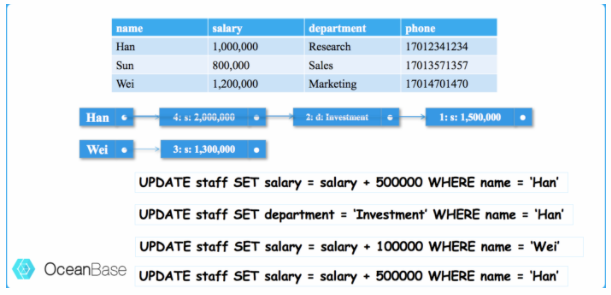 name salary department phone
Han 1,000,000 Research 17012341234
Sun 800,000 Sales 17013571357
Wei 1,200,000 Marketing 17014701470
Han 4: s: 2,000,000 2: d: Investment 1: s: 1,500,000
Wei 3: s: 1,300,000
UPDATE staff SET salary = salary + 500000 WHERE name = 'Han'
UPDATE staff SET department = 'Investment' WHERE name = 'Han'
UPDATE staff SET salary = salary + 100000 WHERE name = 'Wei'
UPDATE staff SET salary = salary + 500000 WHERE name = 'Han'
OceanBase